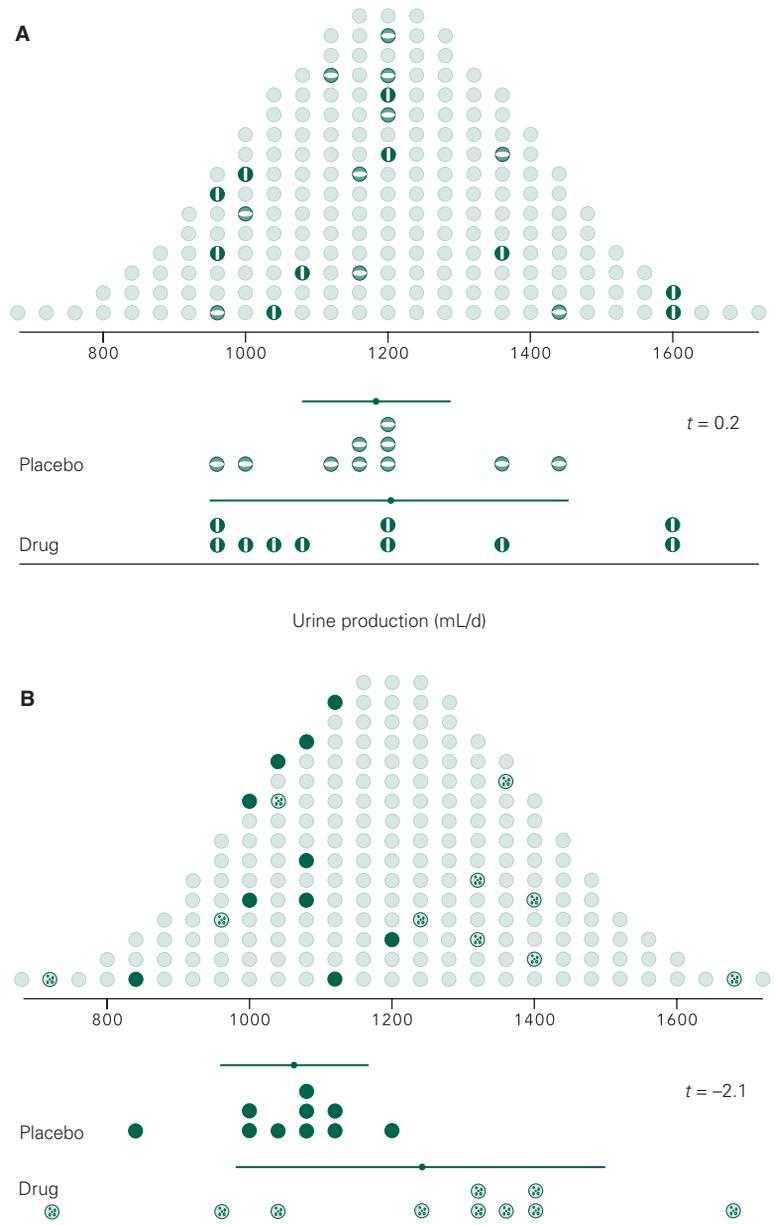 A
800 1000 1200 1400 1600
t = 0.2
Placebo
Drug
Urine production (mL/d)
B
800 1000 1200 1400 1600
t = –2.1
Placebo
Drug